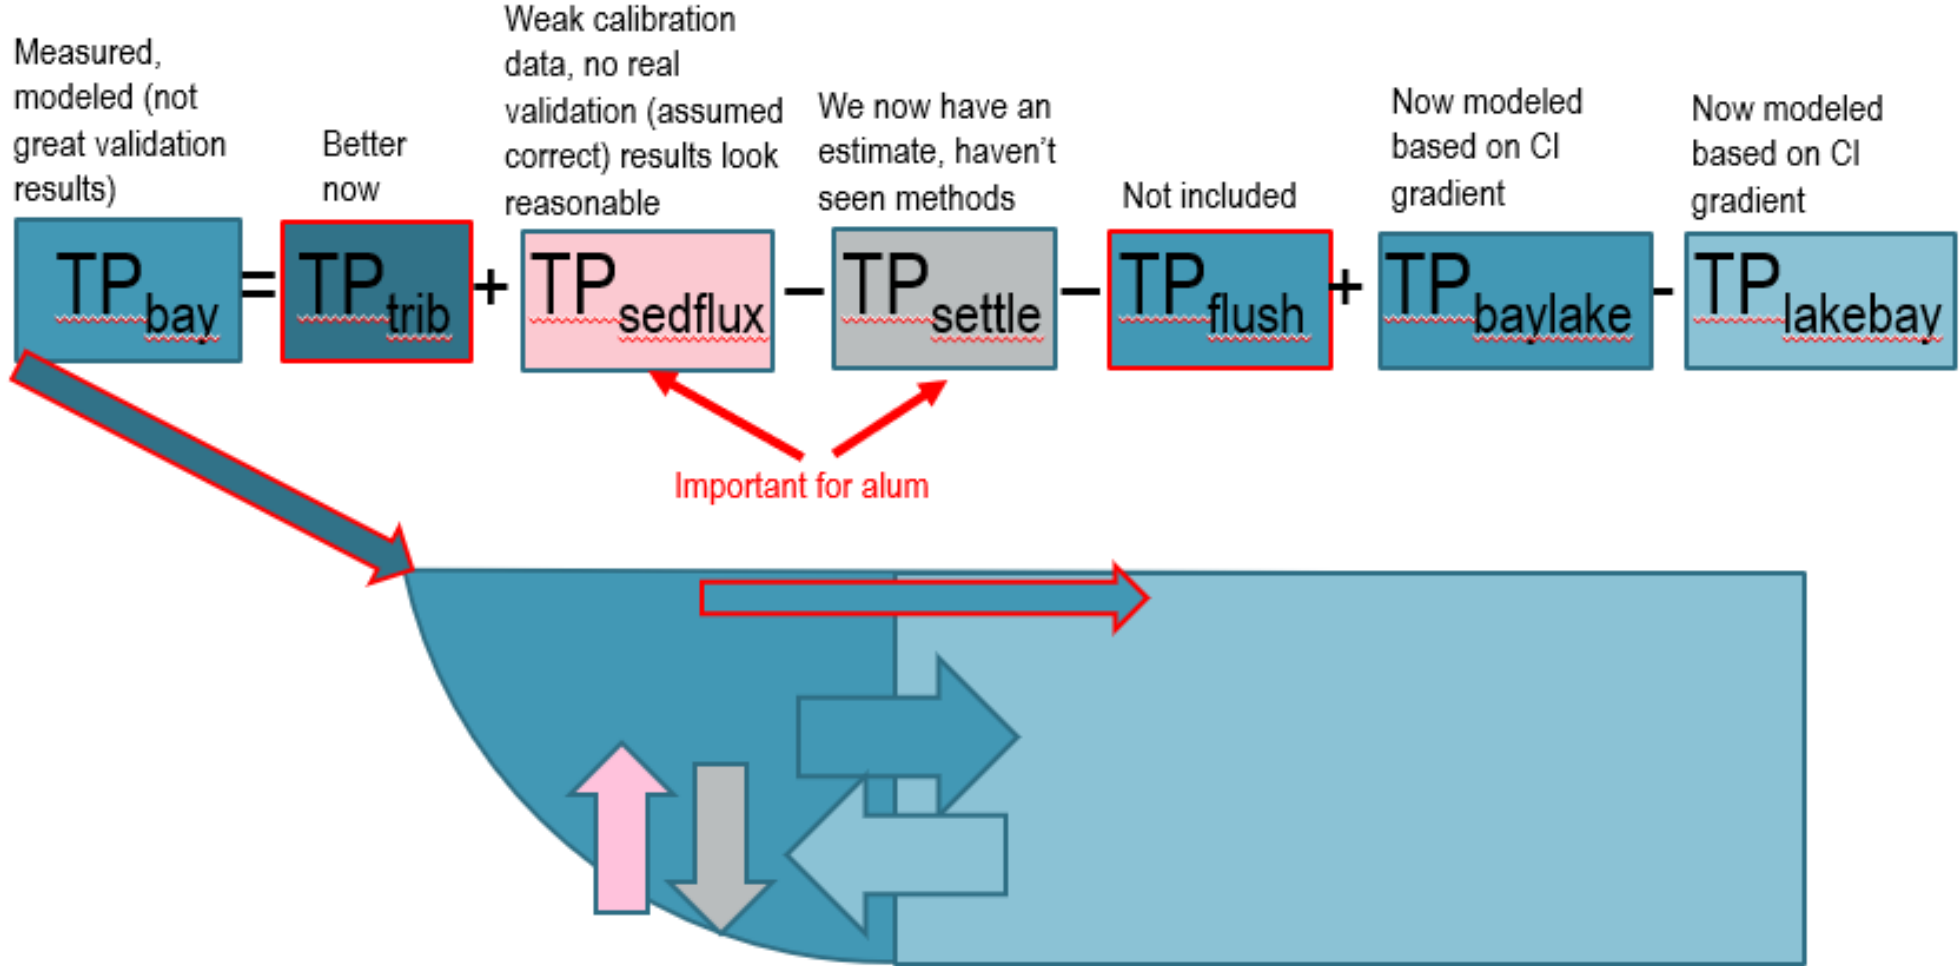 Measured,
modeled (not
great validation
results)
Better
now
Weak calibration
data, no real
validation (assumed
correct) results look
reasonable
We now have an
estimate, haven’t
seen methods
Not included
Now modeled
based on Cl
gradient
Now modeled
based on Cl
gradient
TPbay = TPtrib + TPsedflux – TPsettle – TPflush + TPbaylake - TPlakebay
Important for alum